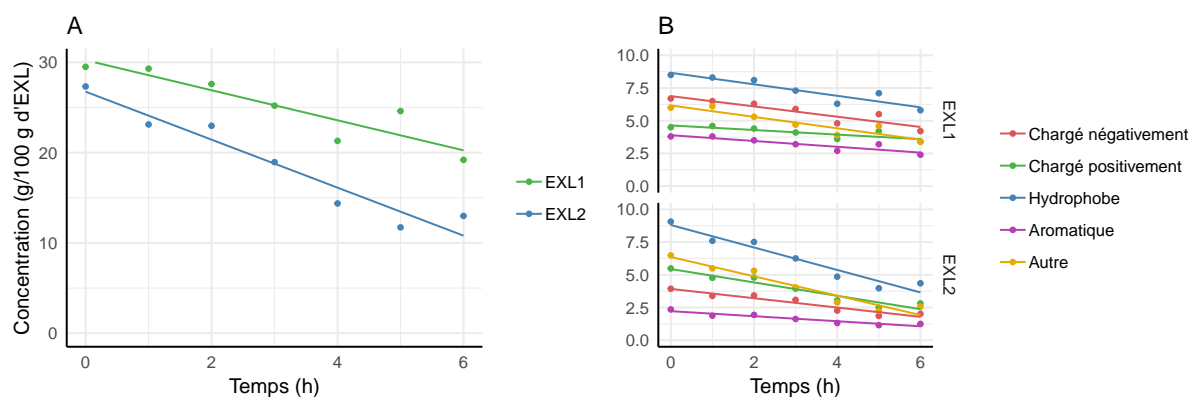 A
Concentration (g/100 g d'EXL)
30
20
10
0
0 2 4 6
Temps (h)
EXL1
EXL2
B
10.0
7.5
5.0
2.5
0.0
EXL1
10.0
7.5
5.0
2.5
0.0
EXL2
0 2 4 6
Temps (h)
Chargé négativement
Chargé positivement
Hydrophobe
Aromatique
Autre